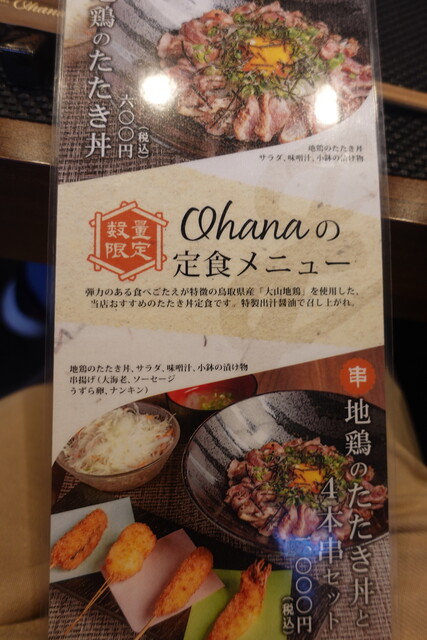 地鶏のたたき丼
六〇〇円(税込)
地鶏のたたき丼
サラダ、味噌汁、小鉢の漬け物
数量限定
Ohanaの
定食メニュー
弾力のある食べごたえが特徴の鳥取県産「大山地鶏」を使用した、
当店おすすめのたたき丼定食です。特製出汁醤油で召し上がれ。
地鶏のたたき丼、サラダ、味噌汁、小鉢の漬け物
串揚げ(大海老、ソーセージ
うずら卵、ナンキン)
串
地鶏のたたき丼と
4本串セット
〇〇〇円(税込)
Ohana